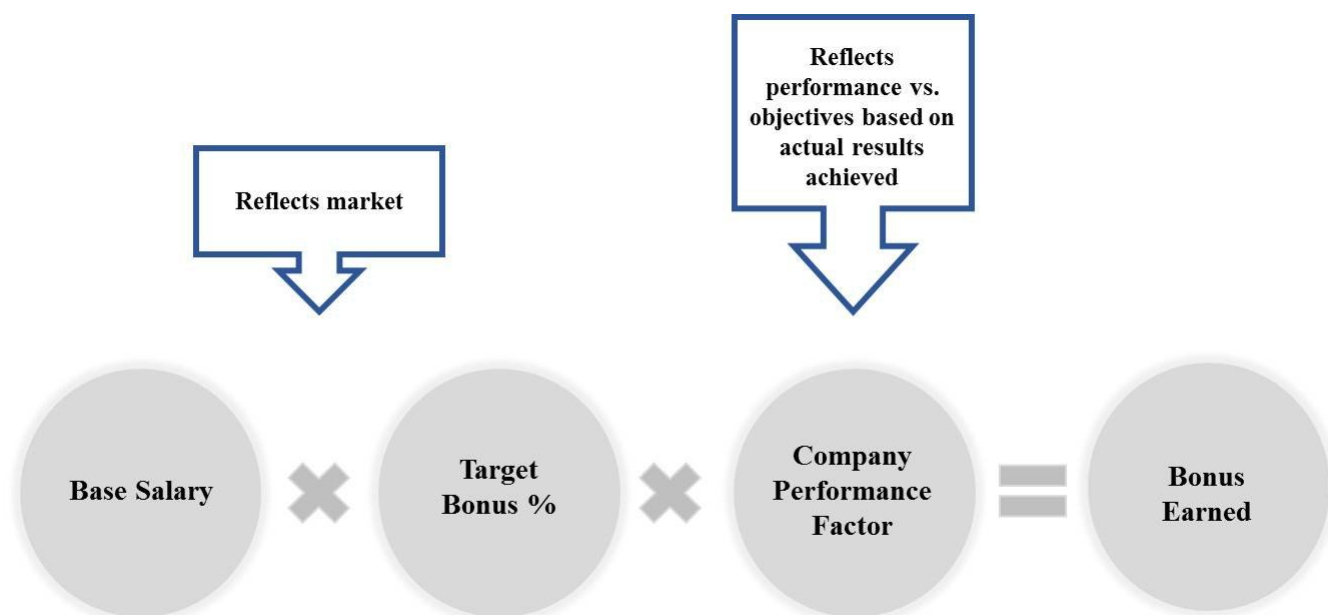 Reflects
performance vs.
objectives based on
actual results
achieved
Reflects market
Base Salary
Target
Bonus %
Company
Performance
Factor
Bonus
Earned